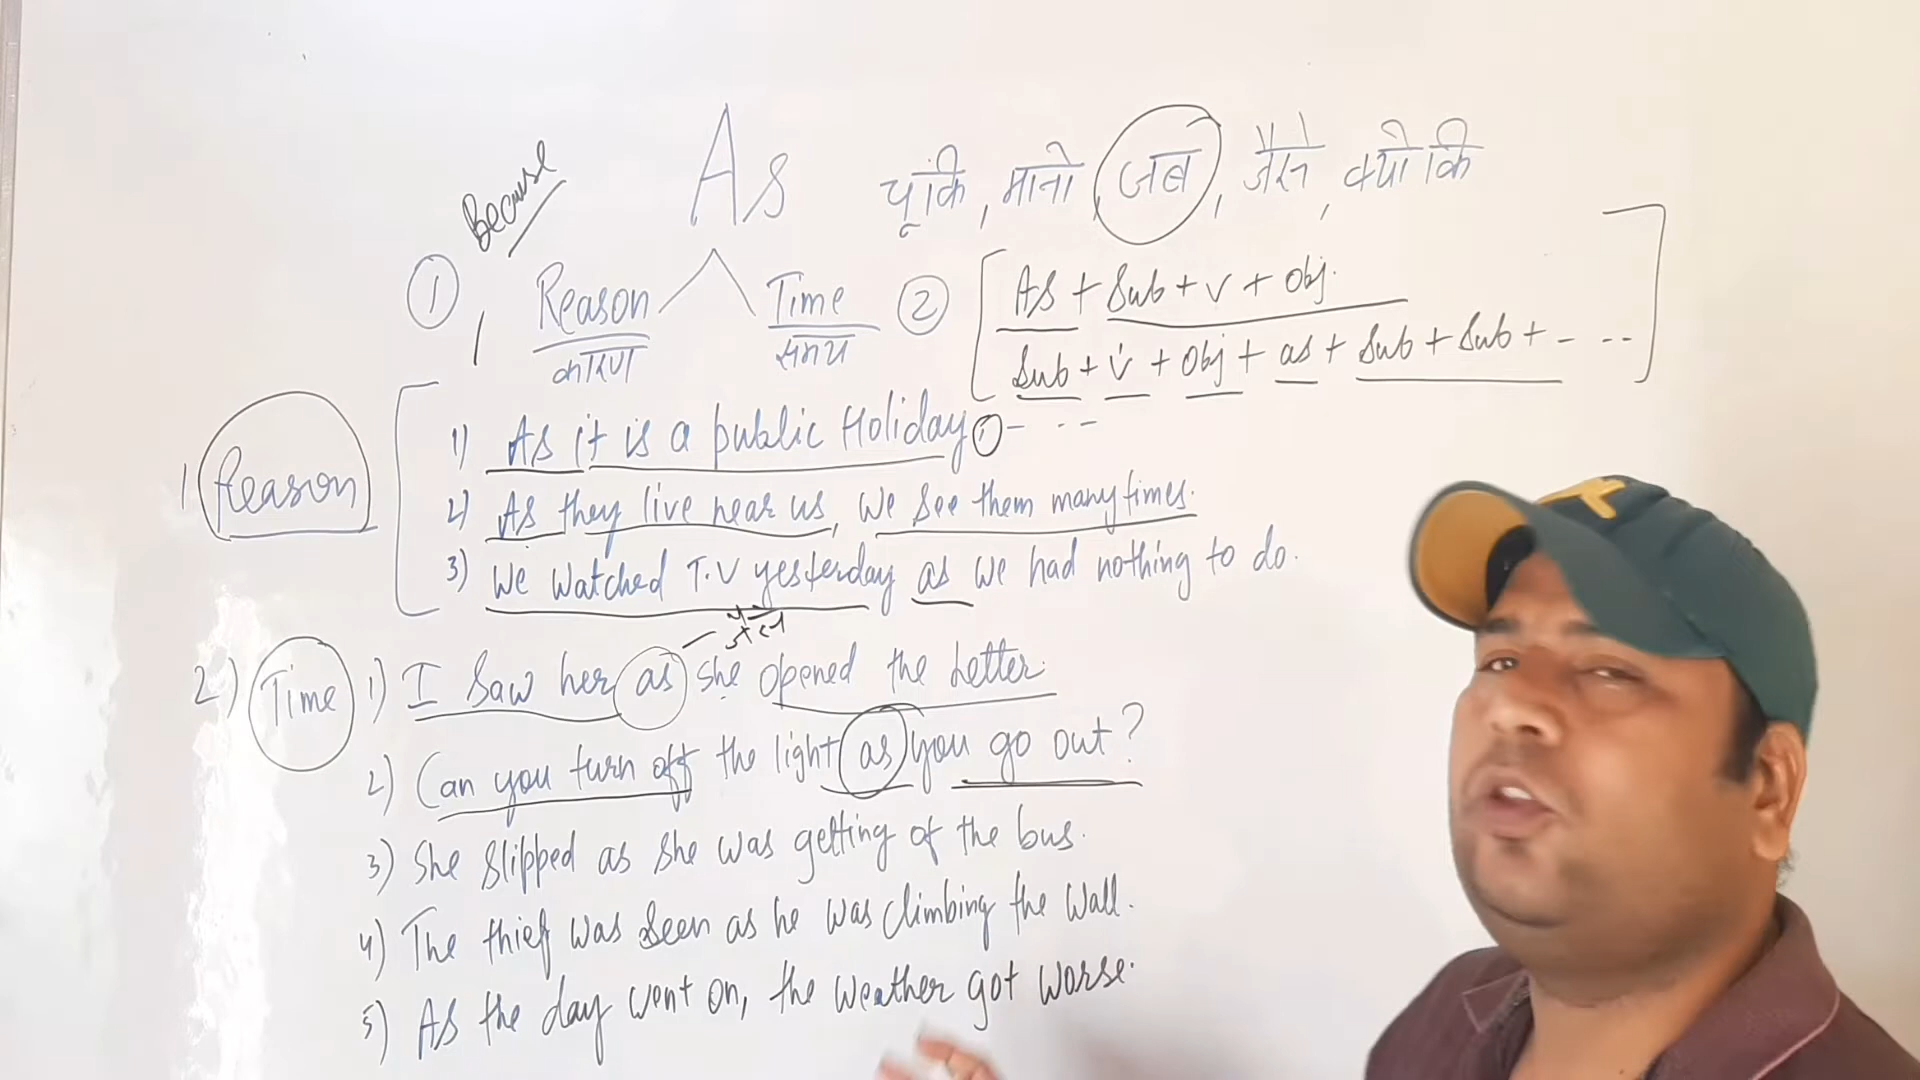 Because
As चूंकि, मानो, जब, जैसे, क्योंकि
① Reason Time ② As + Sub + v + Obj.
कारण समय Sub + v + Obj + as + Sub + Sub + - - -
1 Reason
1) As it is a public Holiday, - - -
2) As they live near us, We See them many times.
3) We Watched T.V yesterday as We had nothing to do.
2) Time 1) I Saw her as she opened the letter.
2) Can you turn off the light as you go out?
3) She slipped as she was getting of the bus.
4) The thief was seen as he was climbing the Wall.
5) As the day went on, the weather got worse.